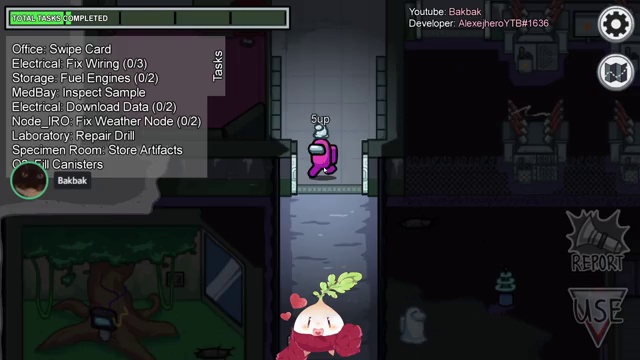 TOTAL TASKS COMPLETED
Youtube: Bakbak
Developer: AlexejheroYTB#1636
Office: Swipe Card
Electrical: Fix Wiring (0/3)
Storage: Fuel Engines (0/2)
MedBay: Inspect Sample
Electrical: Download Data (0/2)
Node_IRO: Fix Weather Node (0/2)
Laboratory: Repair Drill
Specimen Room: Store Artifacts
O2: Fill Canisters
Tasks
Bakbak
5up
REPORT
USE